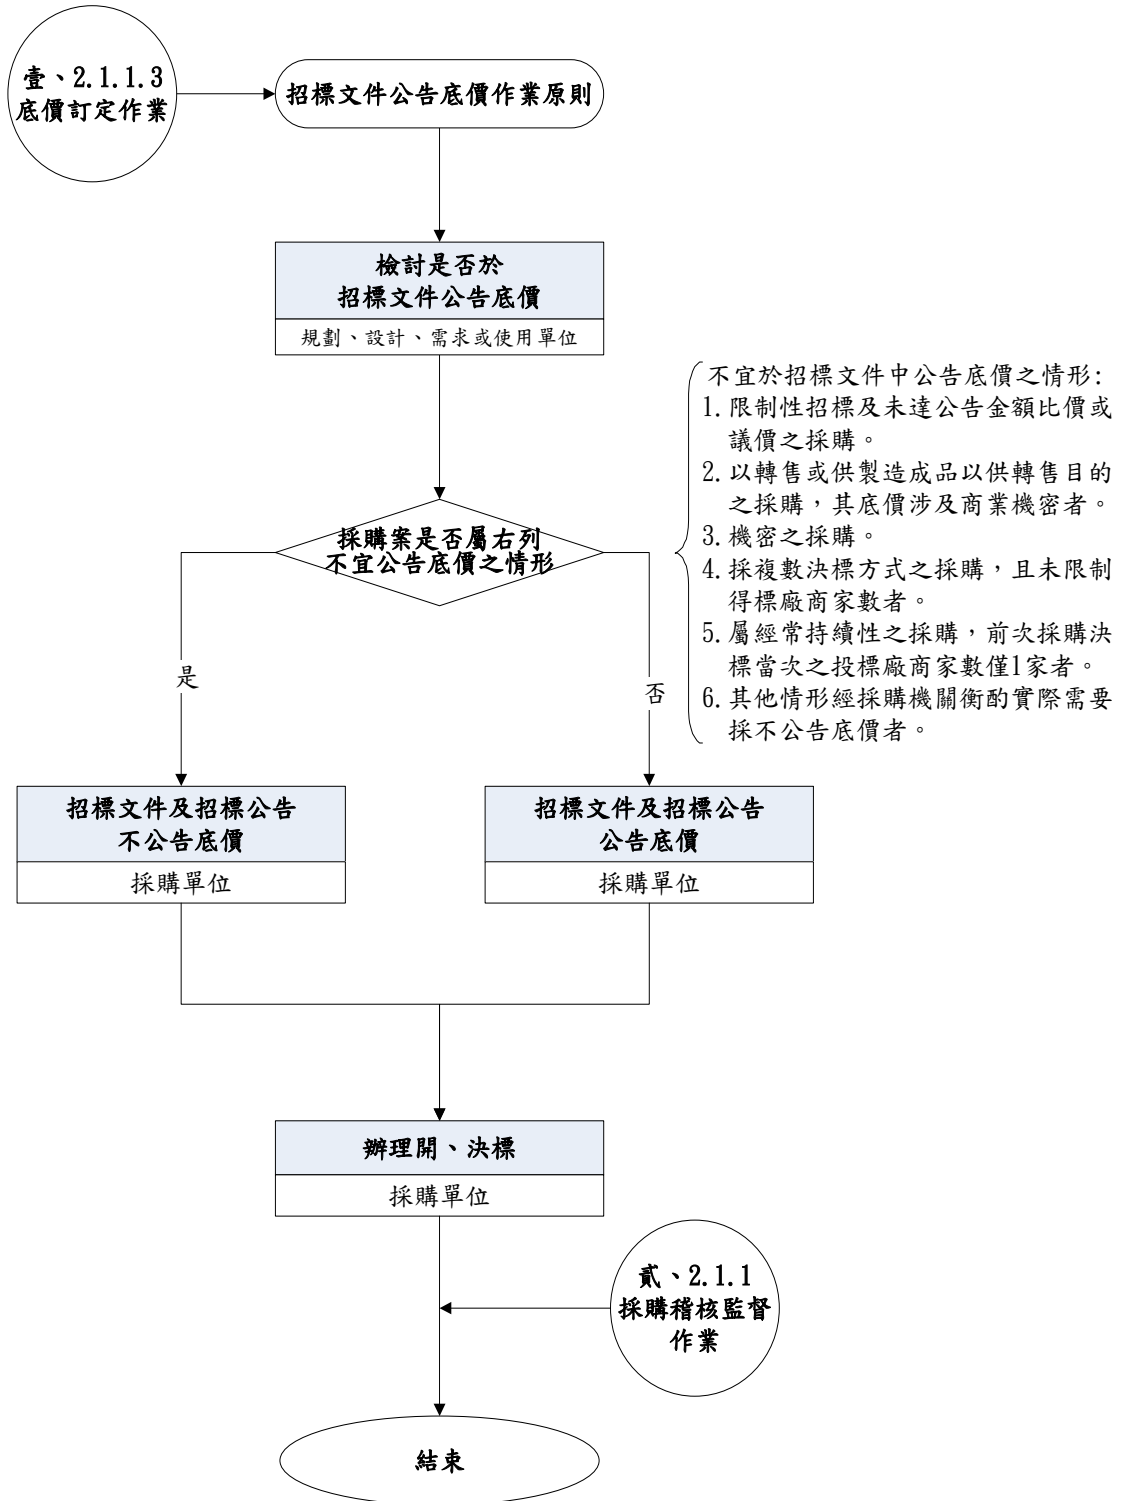 壹、2.1.1.3
底價訂定作業
招標文件公告底價作業原則
檢討是否於
招標文件公告底價
規劃、設計、需求或使用單位
不宜於招標文件中公告底價之情形:
1.限制性招標及未達公告金額比價或
議價之採購。
2.以轉售或供製造成品以供轉售目的
之採購，其底價涉及商業機密者。
3.機密之採購。
4.採複數決標方式之採購，且未限制
得標廠商家數者。
5.屬經常持續性之採購，前次採購決
標當次之投標廠商家數僅1家者。
6.其他情形經採購機關衡酌實際需要
採不公告底價者。
採購案是否屬右列
不宜公告底價之情形
是
否
招標文件及招標公告
不公告底價
採購單位
招標文件及招標公告
公告底價
採購單位
辦理開、決標
採購單位
貳、2.1.1
採購稽核監督
作業
結束